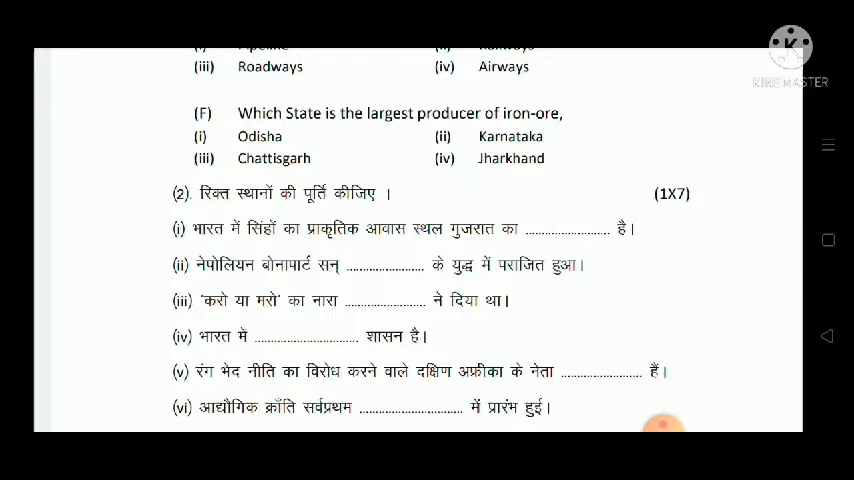 (iii) Roadways (iv) Airways
(F) Which State is the largest producer of iron-ore,
(i) Odisha (ii) Karnataka
(iii) Chattisgarh (iv) Jharkhand
(2). रिक्त स्थानों की पूर्ति कीजिए । (1X7)
(i) भारत में सिंहों का प्राकृतिक आवास स्थल गुजरात का .......................... है।
(ii) नेपोलियन बोनापार्ट सन् ........................ के युद्ध में पराजित हुआ।
(iii) 'करो या मरो' का नारा ......................... ने दिया था।
(iv) भारत में ................................ शासन है।
(v) रंग भेद नीति का विरोध करने वाले दक्षिण अफ्रीका के नेता ......................... हैं।
(vi) आद्यौगिक क्राँति सर्वप्रथम ................................ में प्रारंभ हुई।
K
KINEMASTER